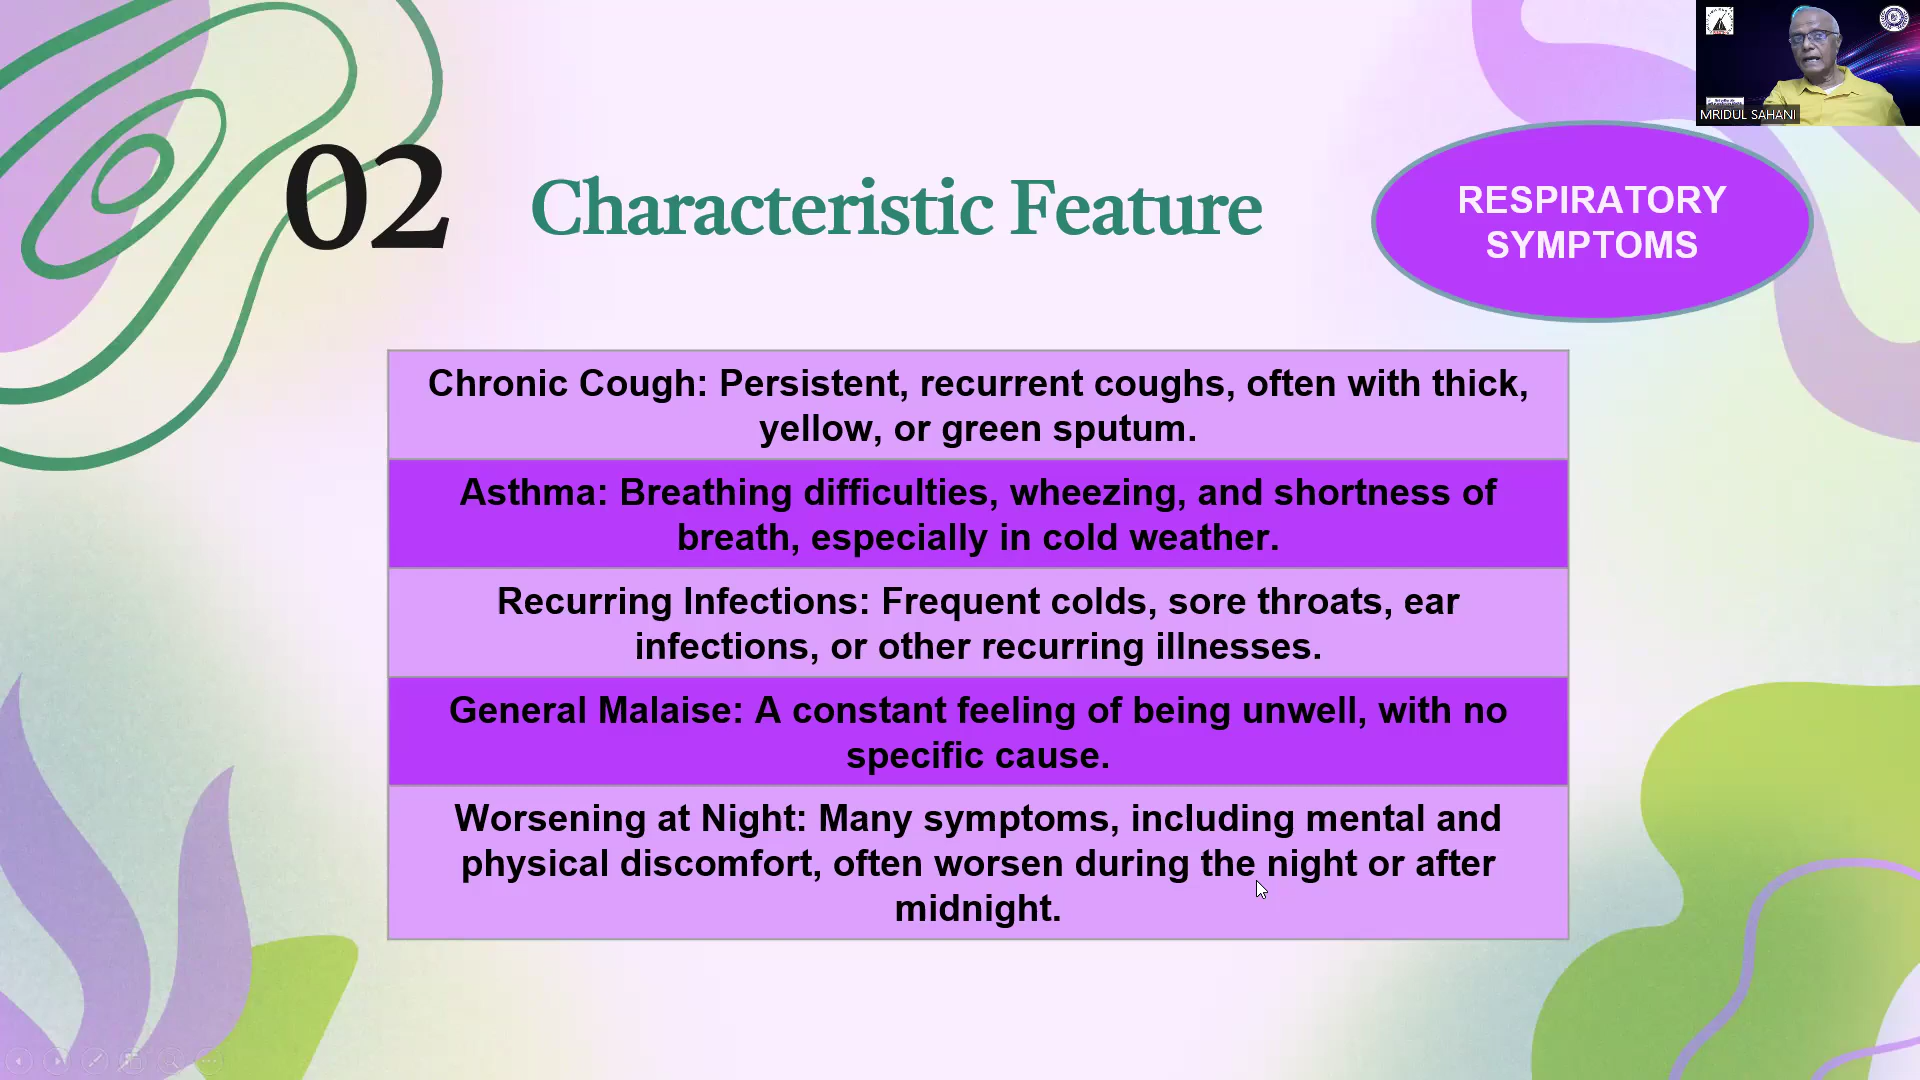 MRIDUL SAHANI
02
Characteristic Feature
RESPIRATORY
SYMPTOMS
Chronic Cough: Persistent, recurrent coughs, often with thick,
yellow, or green sputum.
Asthma: Breathing difficulties, wheezing, and shortness of
breath, especially in cold weather.
Recurring Infections: Frequent colds, sore throats, ear
infections, or other recurring illnesses.
General Malaise: A constant feeling of being unwell, with no
specific cause.
Worsening at Night: Many symptoms, including mental and
physical discomfort, often worsen during the night or after
midnight.